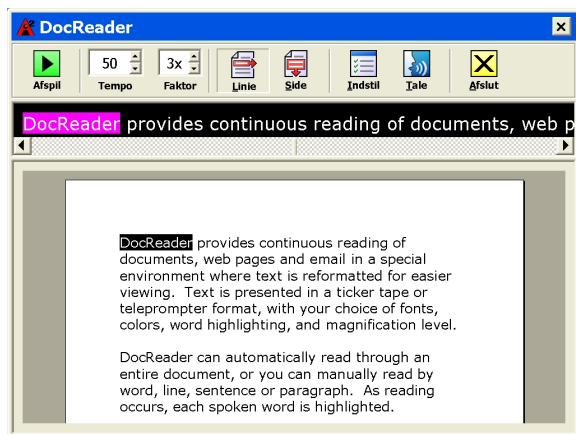 DocReader
50 3x
Afspil Tempo Faktor Linie Side Indstil Tale Afslut
DocReader provides continuous reading of documents, web p
DocReader provides continuous reading of
documents, web pages and email in a special
environment where text is reformatted for easier
viewing. Text is presented in a ticker tape or
teleprompter format, with your choice of fonts,
colors, word highlighting, and magnification level.
DocReader can automatically read through an
entire document, or you can manually read by
word, line, sentence or paragraph. As reading
occurs, each spoken word is highlighted.